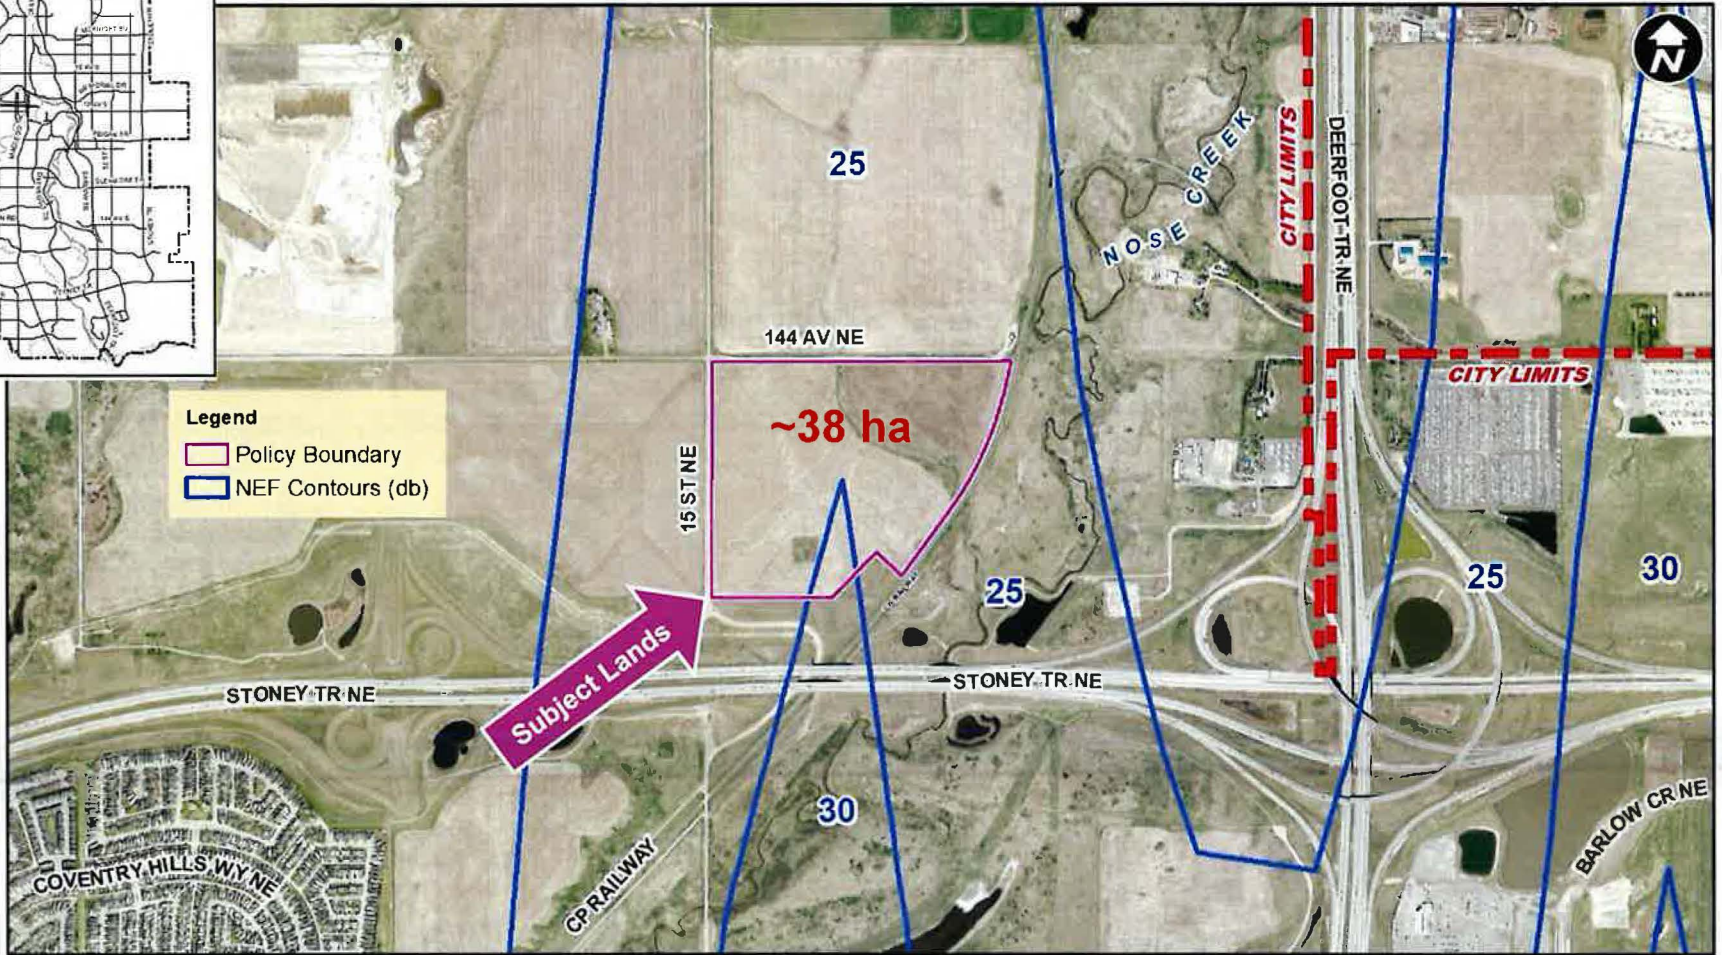 N
25
NOSE CREEK
CITY LIMITS
DEERFOOT TR NE
144 AV NE
CITY LIMITS
Legend
Policy Boundary
NEF Contours (db)
~38 ha
15 ST NE
25
25
30
Subject Lands
STONEY TR NE
STONEY TR NE
30
BARLOW CR NE
COVENTRY HILLS WY NE
CP RAILWAY